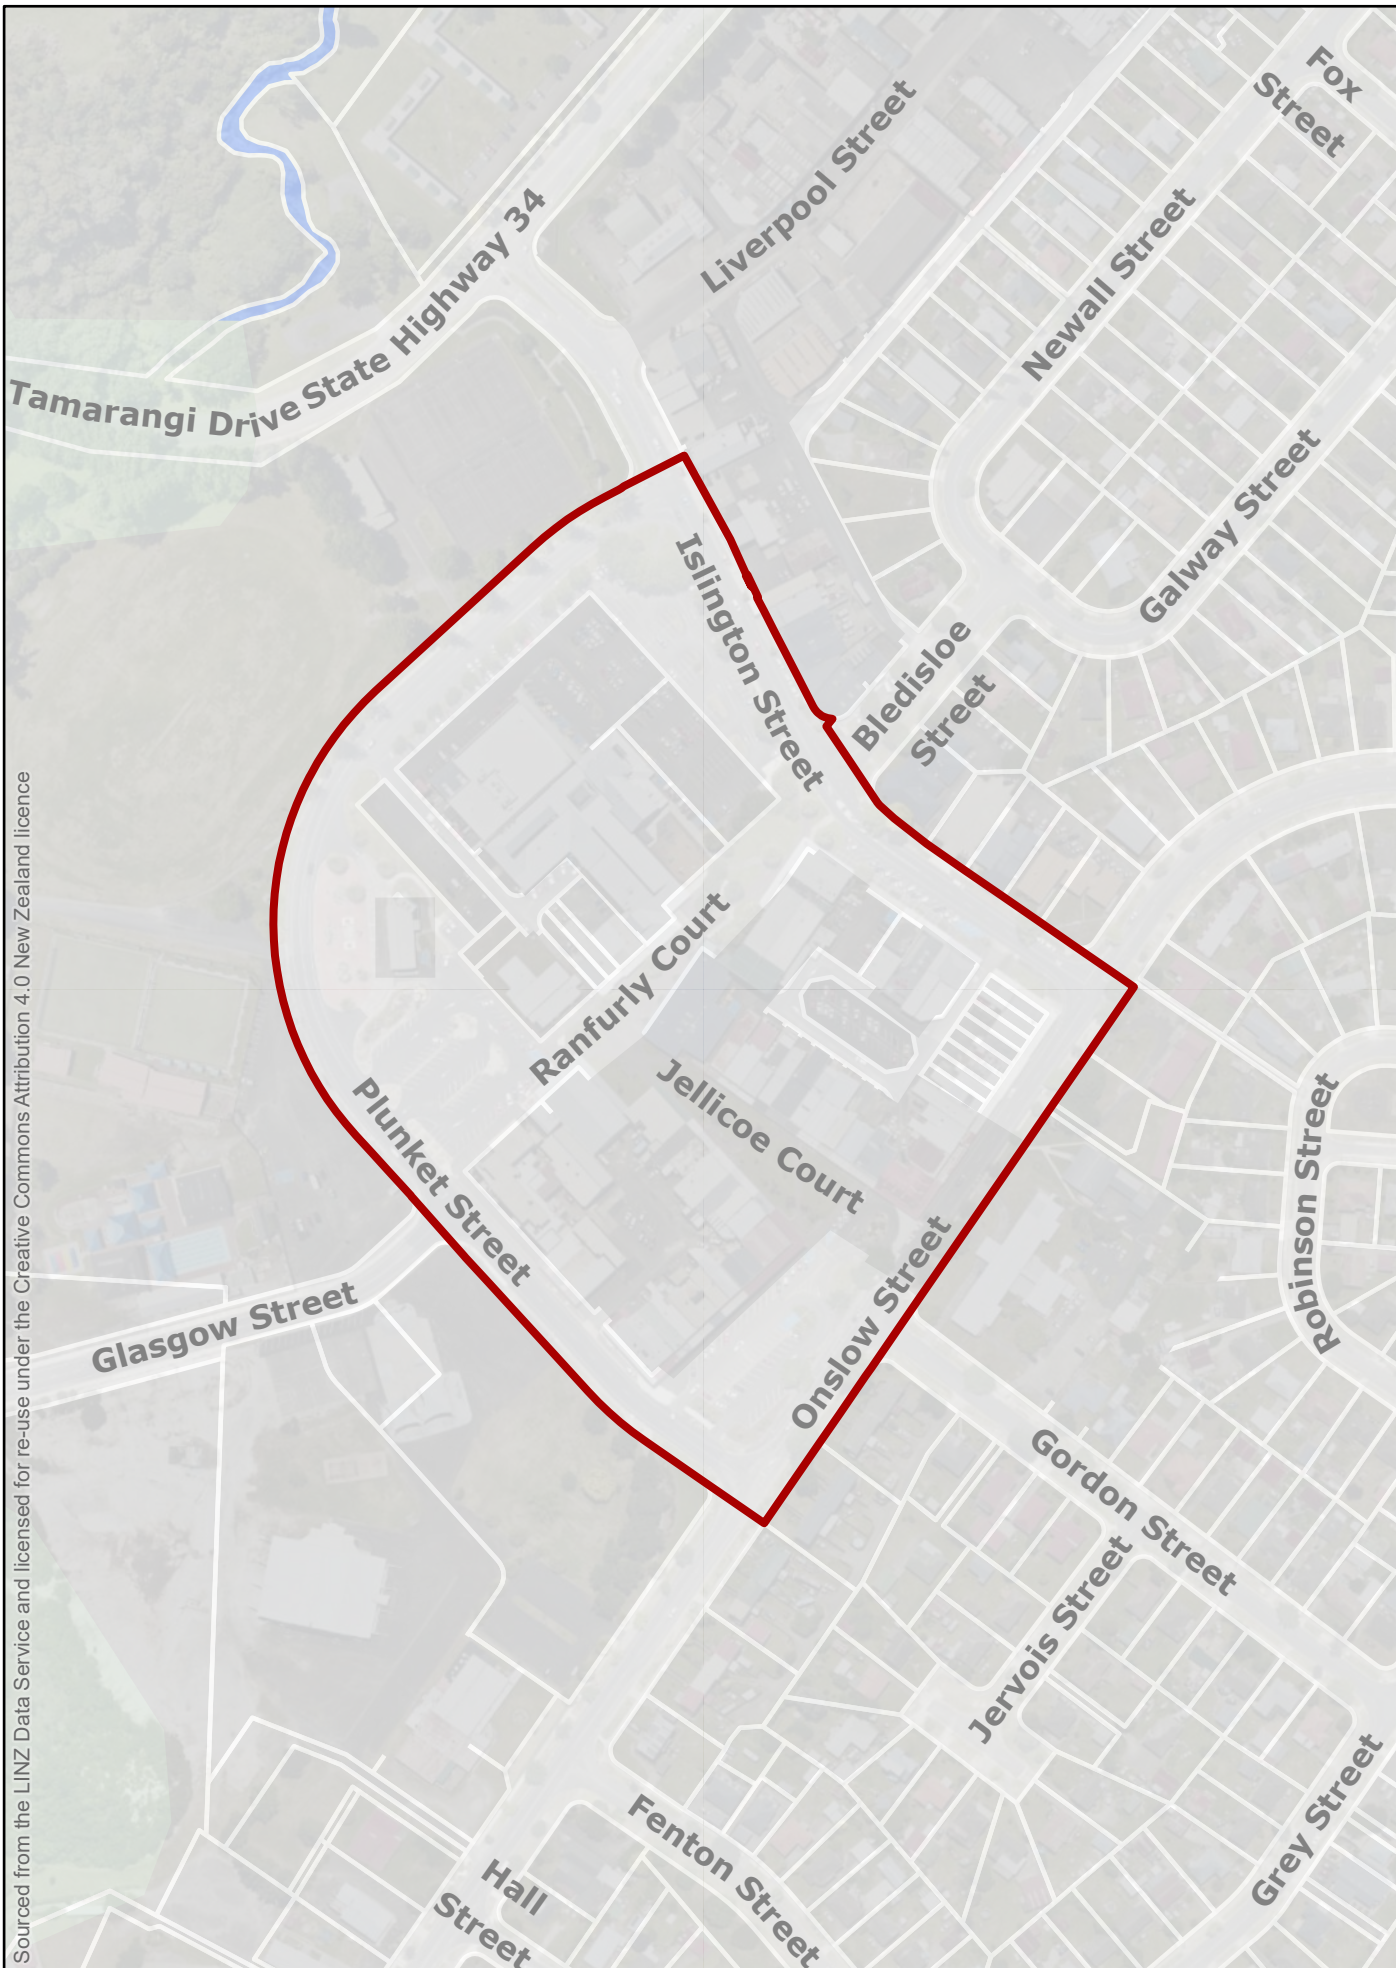 Fox
Street
Liverpool Street
State Highway 34
Newall Street
Tamarangi Drive
Galway Street
Islington Street
Bledisloe
Street
Ranfurly Court
Jellicoe Court
Plunket Street
Robinson Street
Onslow Street
Glasgow Street
Gordon Street
Jervois Street
Grey Street
Fenton Street
Hall
Street
Sourced from the LINZ Data Service and licensed for re-use under the Creative Commons Attribution 4.0 New Zealand licence